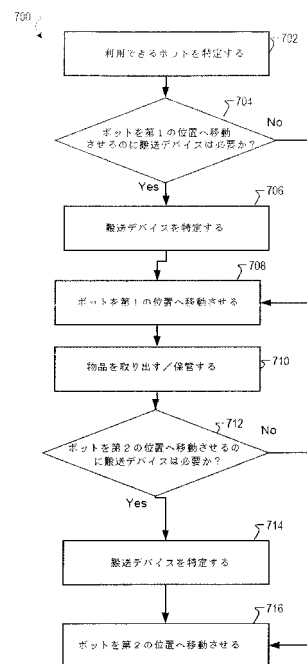 700
利用できるボットを特定する
702
704
ボットを第1の位置へ移動
させるのに搬送デバイスは必要か?
No
Yes
706
搬送デバイスを特定する
708
ボットを第1の位置へ移動させる
710
物品を取り出す/保管する
712
ボットを第2の位置へ移動させるの
に搬送デバイスは必要か?
No
Yes
714
搬送デバイスを特定する
716
ボットを第2の位置へ移動させる